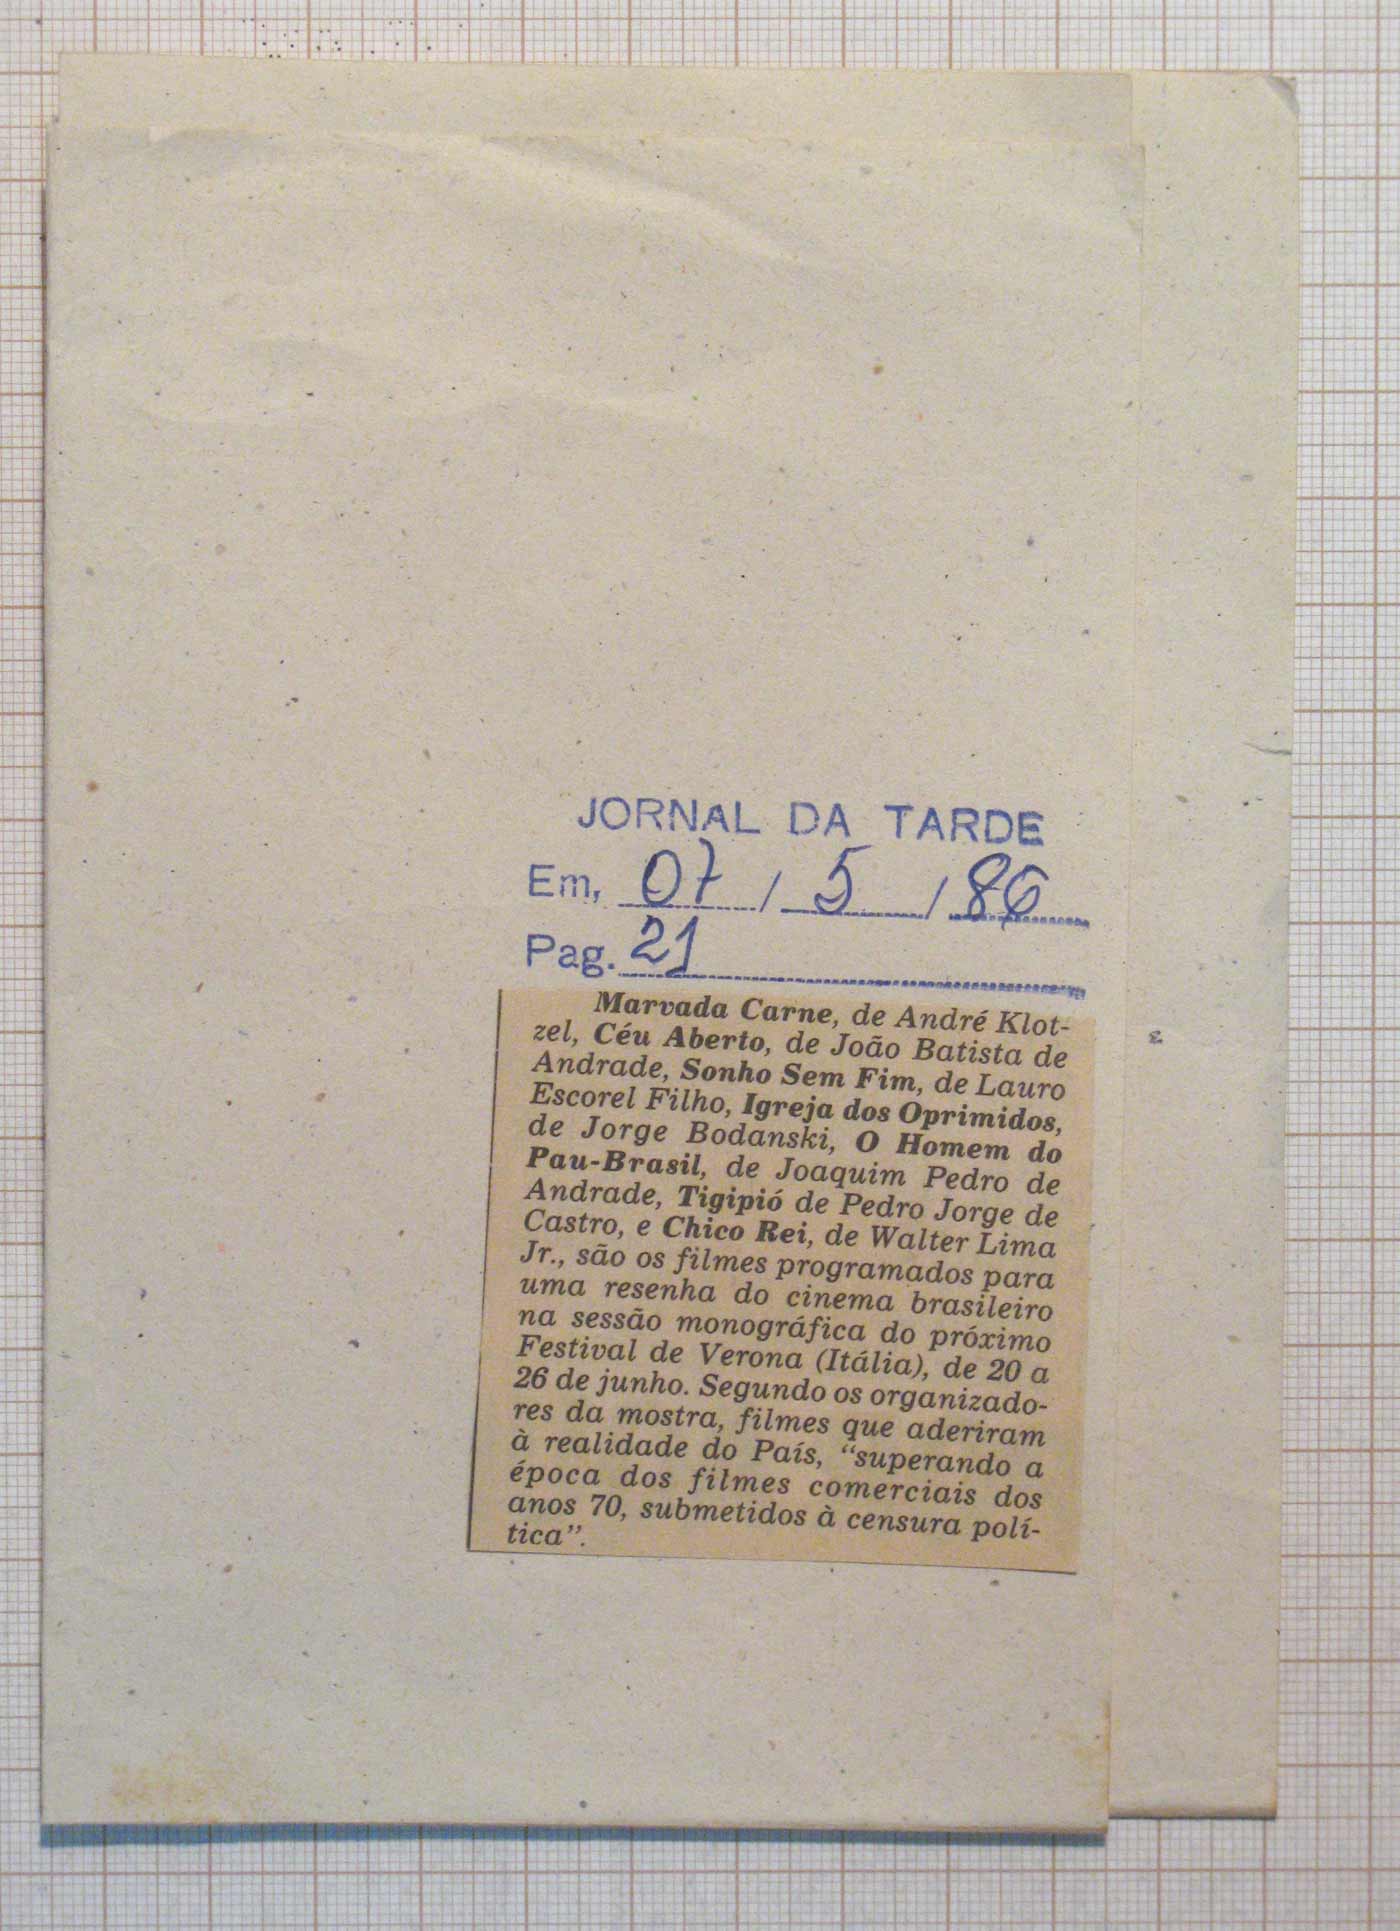 JORNAL DA TARDE
Em, 07 / 5 / 86
Pag. 21
Marvada Carne, de André Klot-
zel, Céu Aberto, de João Batista de
Andrade, Sonho Sem Fim, de Lauro
Escorel Filho, Igreja dos Oprimidos,
de Jorge Bodanski, O Homem do
Pau-Brasil, de Joaquim Pedro de
Andrade, Tigipió de Pedro Jorge de
Castro, e Chico Rei, de Walter Lima
Jr., são os filmes programados para
uma resenha do cinema brasileiro
na sessão monográfica do próximo
Festival de Verona (Itália), de 20 a
26 de junho. Segundo os organizado-
res da mostra, filmes que aderiram
à realidade do País, “superando a
época dos filmes comerciais dos
anos 70, submetidos à censura polí-
tica”.